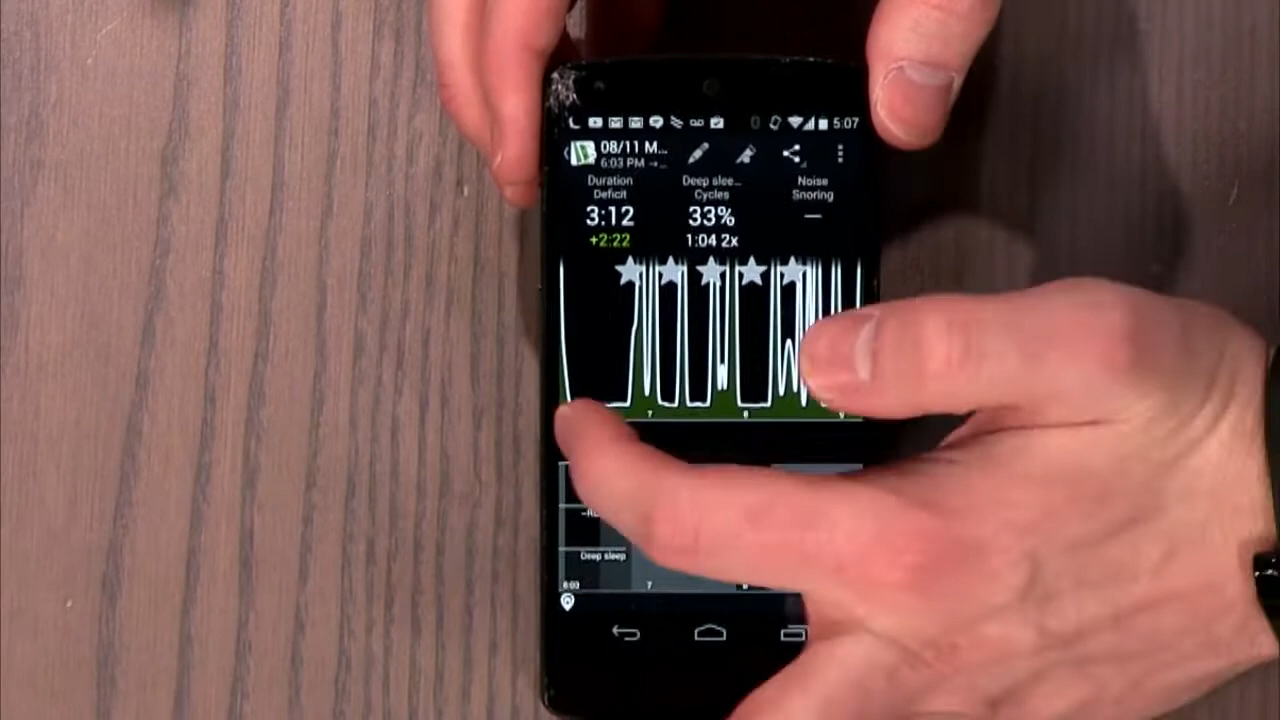 5:07
08/11 M...
6:03 PM →...
Duration Deep slee... Noise
Deficit Cycles Snoring
3:12 33% —
+2:22 1:04 2x
7 8 9
Deep sleep
6:03 7